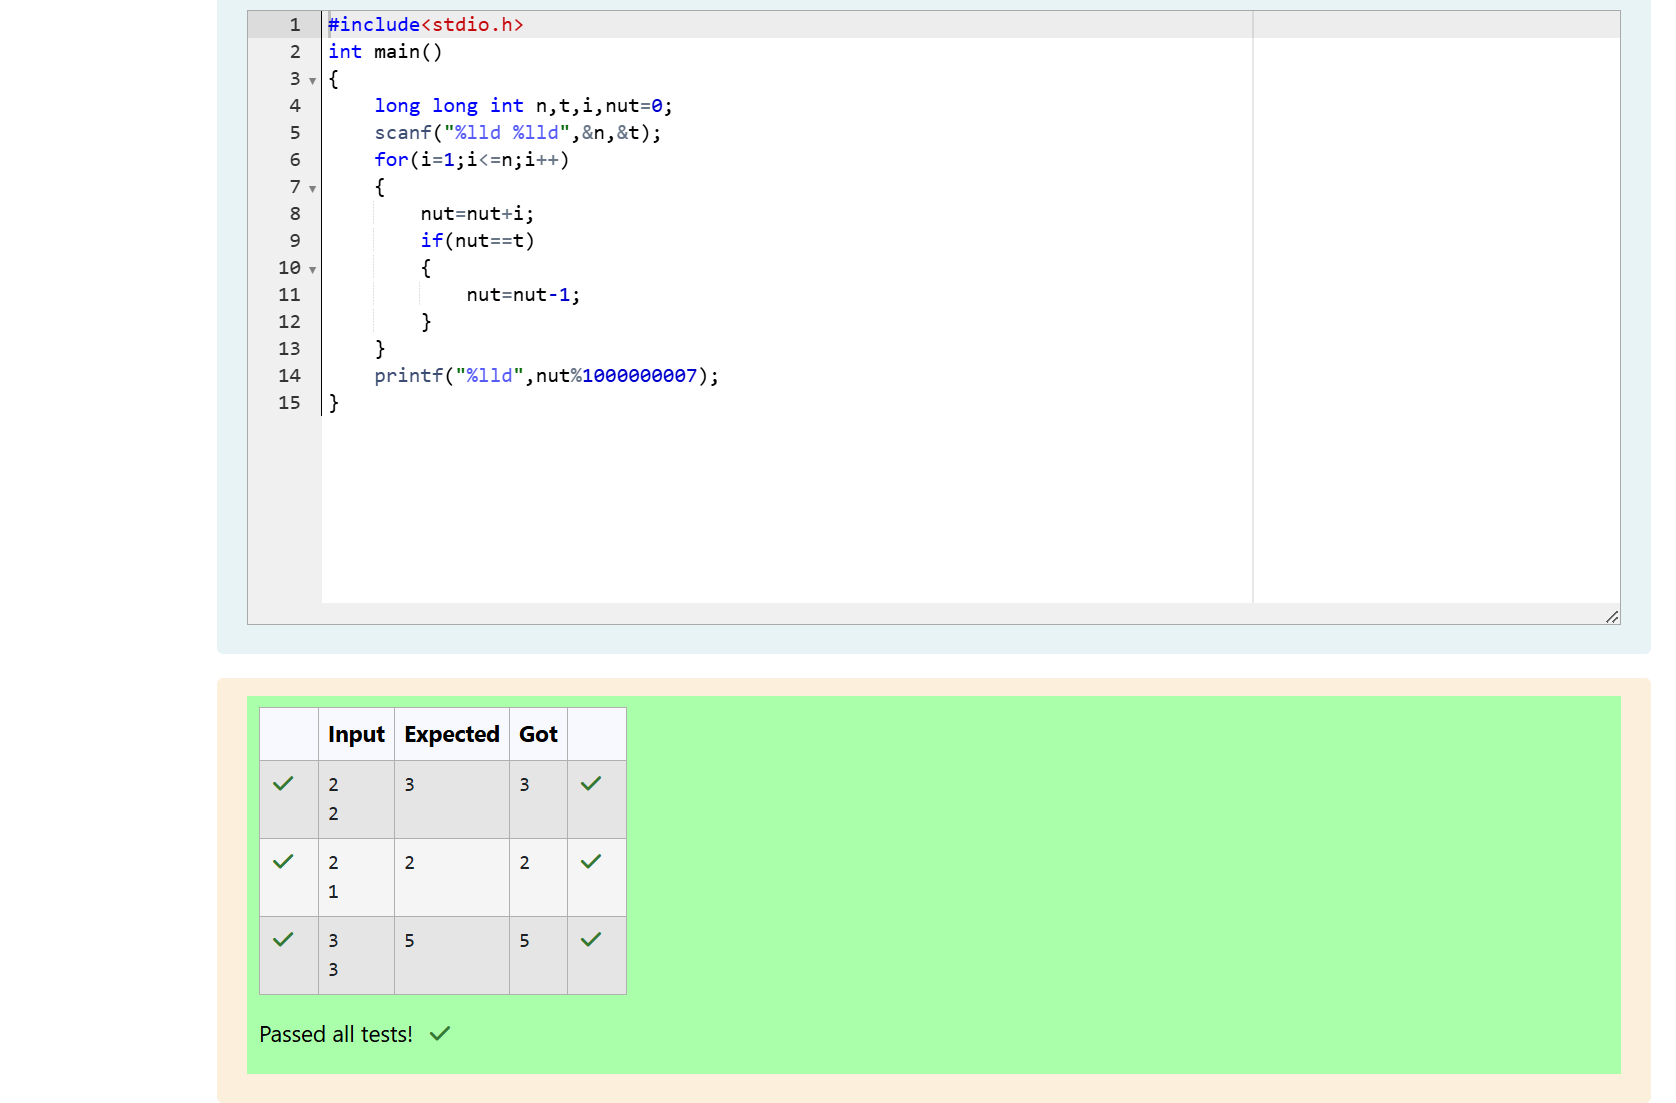 1 #include<stdio.h>
2 int main()
3 {
4     long long int n,t,i,nut=0;
5     scanf("%lld %lld",&n,&t);
6     for(i=1;i<=n;i++)
7     {
8         nut=nut+i;
9         if(nut==t)
10         {
11             nut=nut-1;
12         }
13     }
14     printf("%lld",nut%1000000007);
15 }
Input Expected Got
2 3 3
2
2 2 2
1
3 5 5
3
Passed all tests!